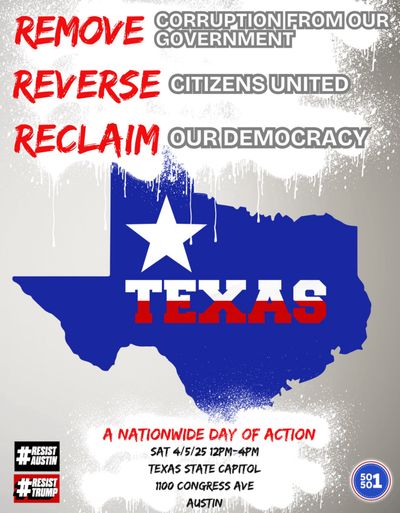 REMOVE CORRUPTION FROM OUR
GOVERNMENT
REVERSE CITIZENS UNITED
RECLAIM OUR DEMOCRACY
TEXAS
A NATIONWIDE DAY OF ACTION
SAT 4/5/25 12PM-4PM
TEXAS STATE CAPITOL
1100 CONGRESS AVE
AUSTIN
#RESIST
AUSTIN
#RESIST
TRUMP
50
50
1